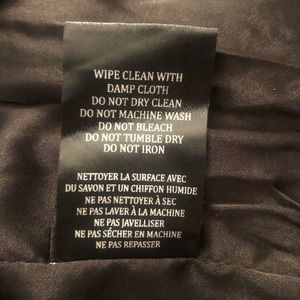 WIPE CLEAN WITH
DAMP CLOTH
DO NOT DRY CLEAN
DO NOT MACHINE WASH
DO NOT BLEACH
DO NOT TUMBLE DRY
DO NOT IRON
NETTOYER LA SURFACE AVEC
DU SAVON ET UN CHIFFON HUMIDE
NE PAS NETTOYER À SEC
NE PAS LAVER À LA MACHINE
NE PAS JAVELLISER
NE PAS SÉCHER EN MACHINE
NE PAS REPASSER